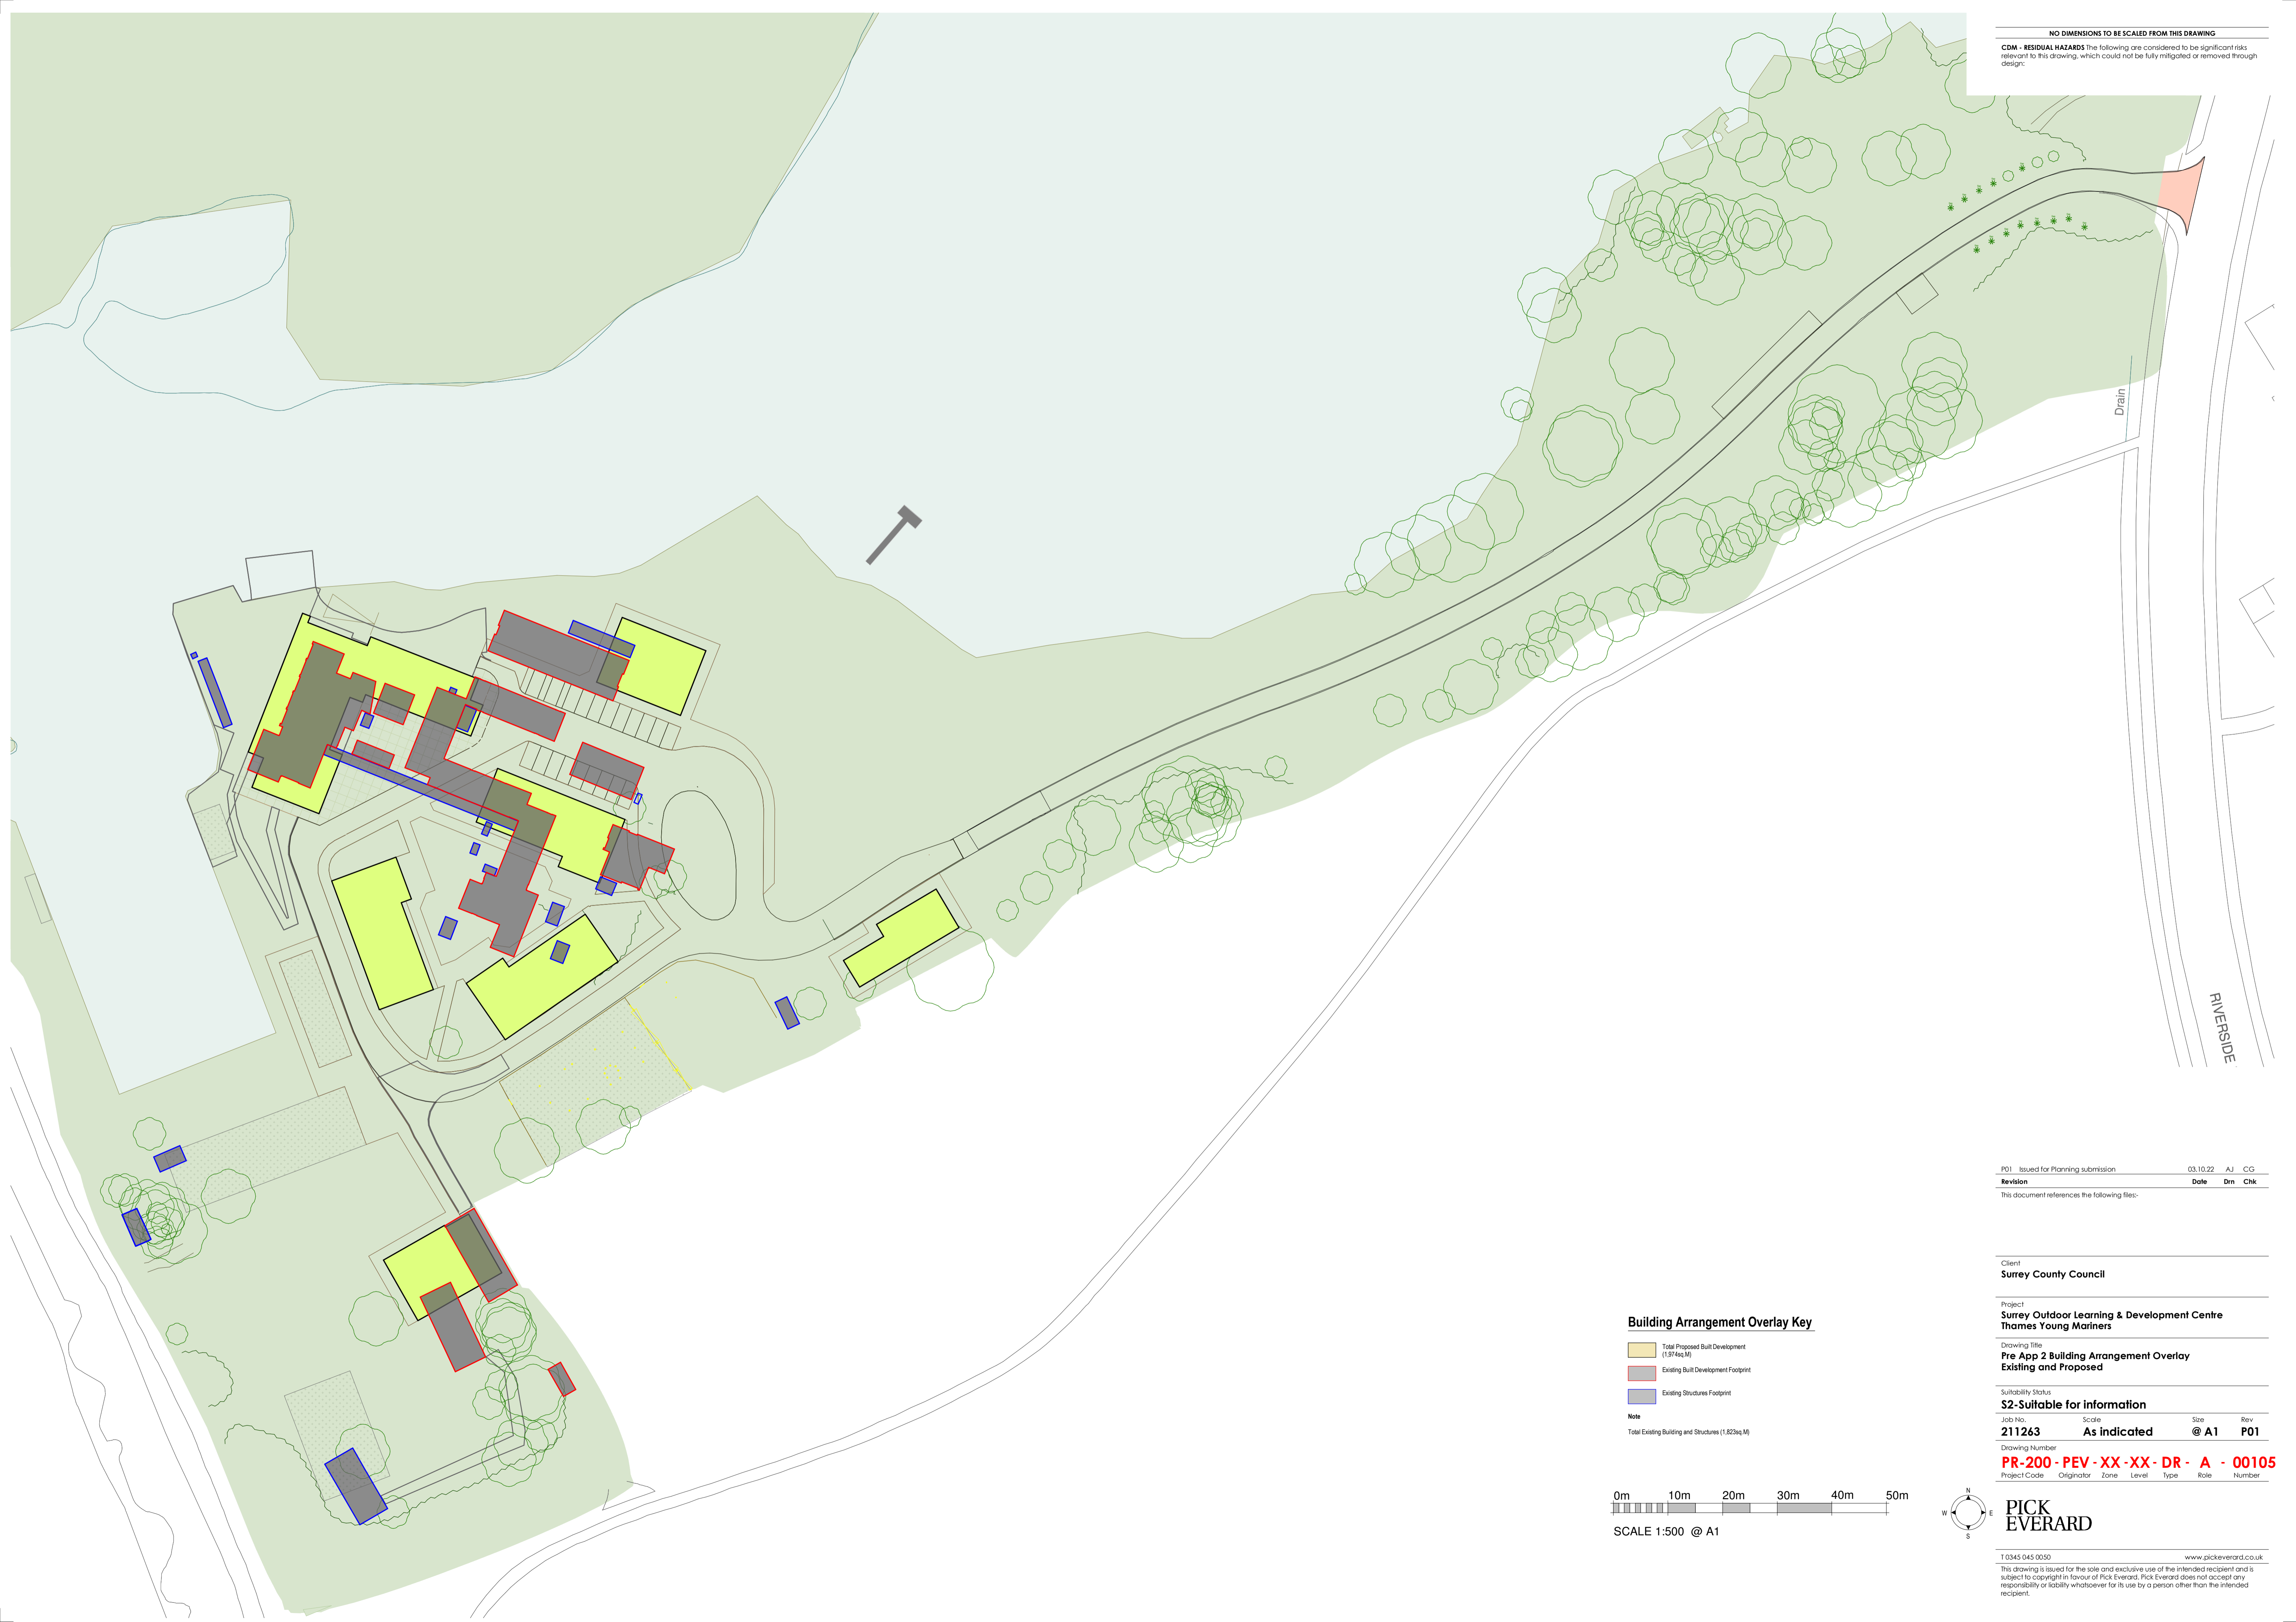 NO DIMENSIONS TO BE SCALED FROM THIS DRAWING
CDM - RESIDUAL HAZARDS The following are considered to be significant risks
relevant to this drawing, which could not be fully mitigated or removed through
design:
Drain
RIVERSIDE
P01 Issued for Planning submission 03.10.22 AJ CG
Revision Date Drn Chk
This document references the following files:-
Client
Surrey County Council
Project
Surrey Outdoor Learning & Development Centre
Thames Young Mariners
Drawing Title
Pre App 2 Building Arrangement Overlay
Existing and Proposed
Suitability Status
S2-Suitable for information
Job No. Scale Size Rev
211263 As indicated @ A1 P01
Drawing Number
PR-200 - PEV - XX - XX - DR - A - 00105
Project Code Originator Zone Level Type Role Number
Building Arrangement Overlay Key
Total Proposed Built Development
(1,974sq.M)
Existing Built Development Footprint
Existing Structures Footprint
Note
Total Existing Building and Structures (1,823sq.M)
0m 10m 20m 30m 40m 50m
SCALE 1:500 @ A1
N
W E
S
PICK
EVERARD
T 0345 045 0050 www.pickeverard.co.uk
This drawing is issued for the sole and exclusive use of the intended recipient and is
subject to copyright in favour of Pick Everard. Pick Everard does not accept any
responsibility or liability whatsoever for its use by a person other than the intended
recipient.